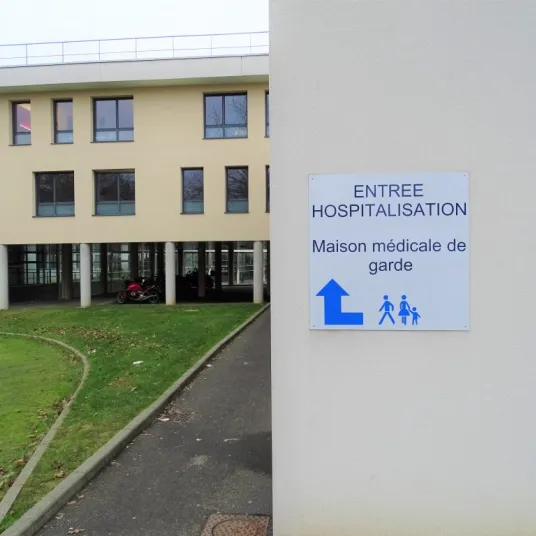 ENTREE
HOSPITALISATION
Maison médicale de
garde